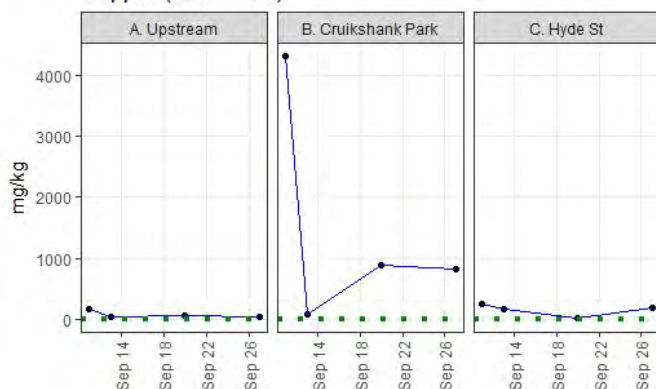 A. Upstream
B. Cruikshank Park
C. Hyde St
mg/kg
4000
3000
2000
1000
0
Sep 14
Sep 18
Sep 22
Sep 26
Sep 14
Sep 18
Sep 22
Sep 26
Sep 14
Sep 18
Sep 22
Sep 26